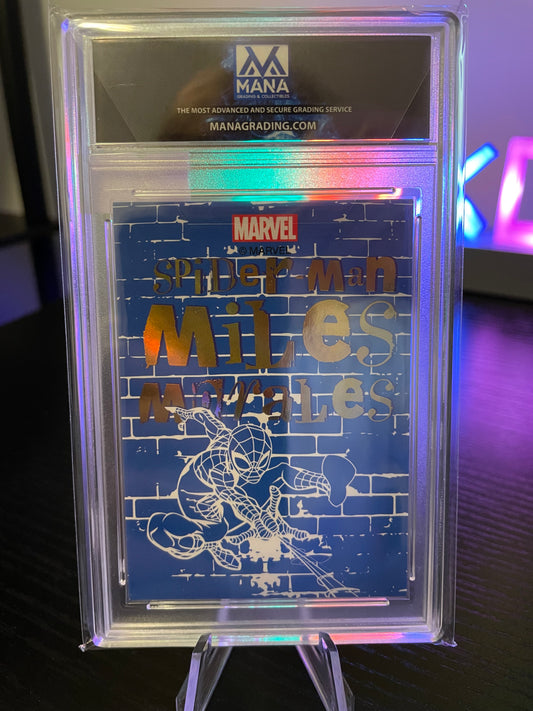 MANA
GRADING & COLLECTIBLES
THE MOST ADVANCED AND SECURE GRADING SERVICE
MANAGRADING.COM
MARVEL
© MARVEL
SPiDer-Man
MiLes
MoraLes